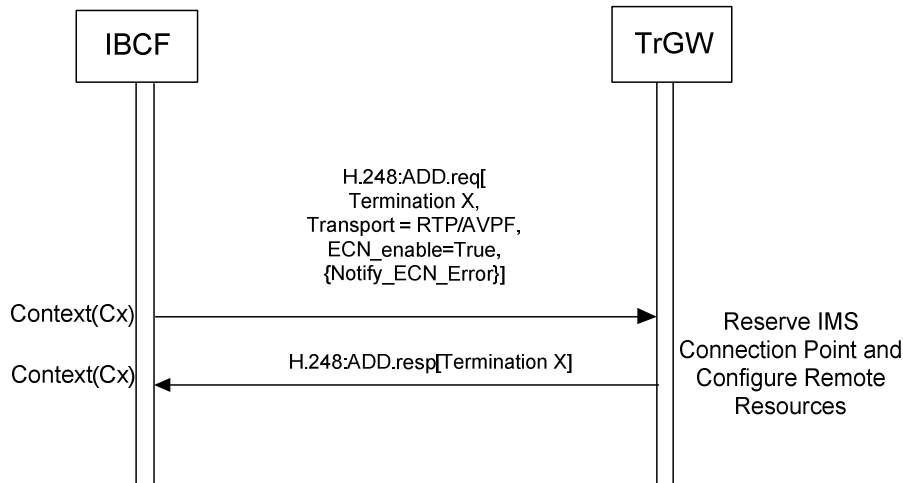 IBCF
TrGW
H.248:ADD.req[
Termination X,
Transport = RTP/AVPF,
ECN_enable=True,
{Notify_ECN_Error}]
Context(Cx)
Reserve IMS
Connection Point and
Configure Remote
Resources
H.248:ADD.resp[Termination X]
Context(Cx)